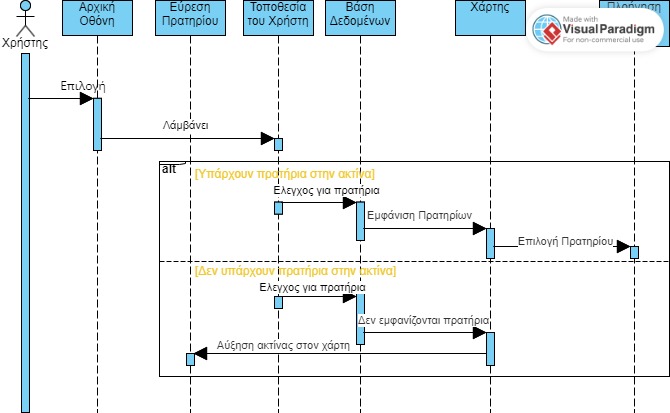 Χρήστης
Αρχική
Οθόνη
Εύρεση
Πρατηρίου
Τοποθεσία
του Χρήστη
Βάση
Δεδομένων
Χάρτης
Made with
Visual Paradigm
For non-commercial use
Επιλογή
Λάμβάνει
alt
[Υπάρχουν πρατήρια στην ακτίνα]
Ελεγχος για πρατήρια
Εμφάνιση Πρατηρίων
Επιλογή Πρατηρίου
[Δεν υπάρχουν πρατήρια στην ακτίνα]
Ελεγχος για πρατήρια
Δεν εμφανίζονται πρατήρια
Αύξηση ακτίνας στον χάρτη